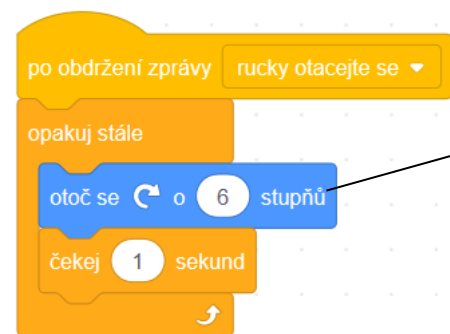 po obdržení zprávy rucky otacejte se
opakuj stále
otoč se o 6 stupňů
čekej 1 sekund